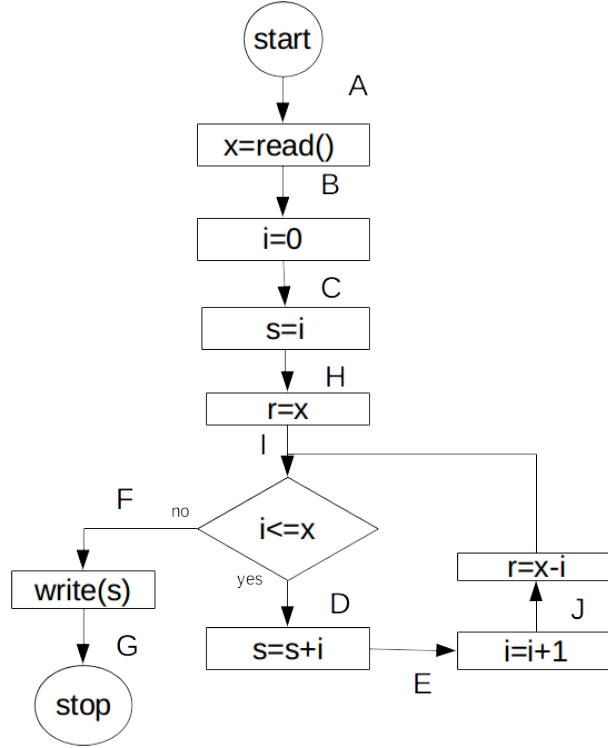 start
A
x=read()
B
i=0
C
s=i
H
r=x
I
F
no
i<=x
yes
write(s)
D
r=x-i
J
G
s=s+i
E
i=i+1
stop